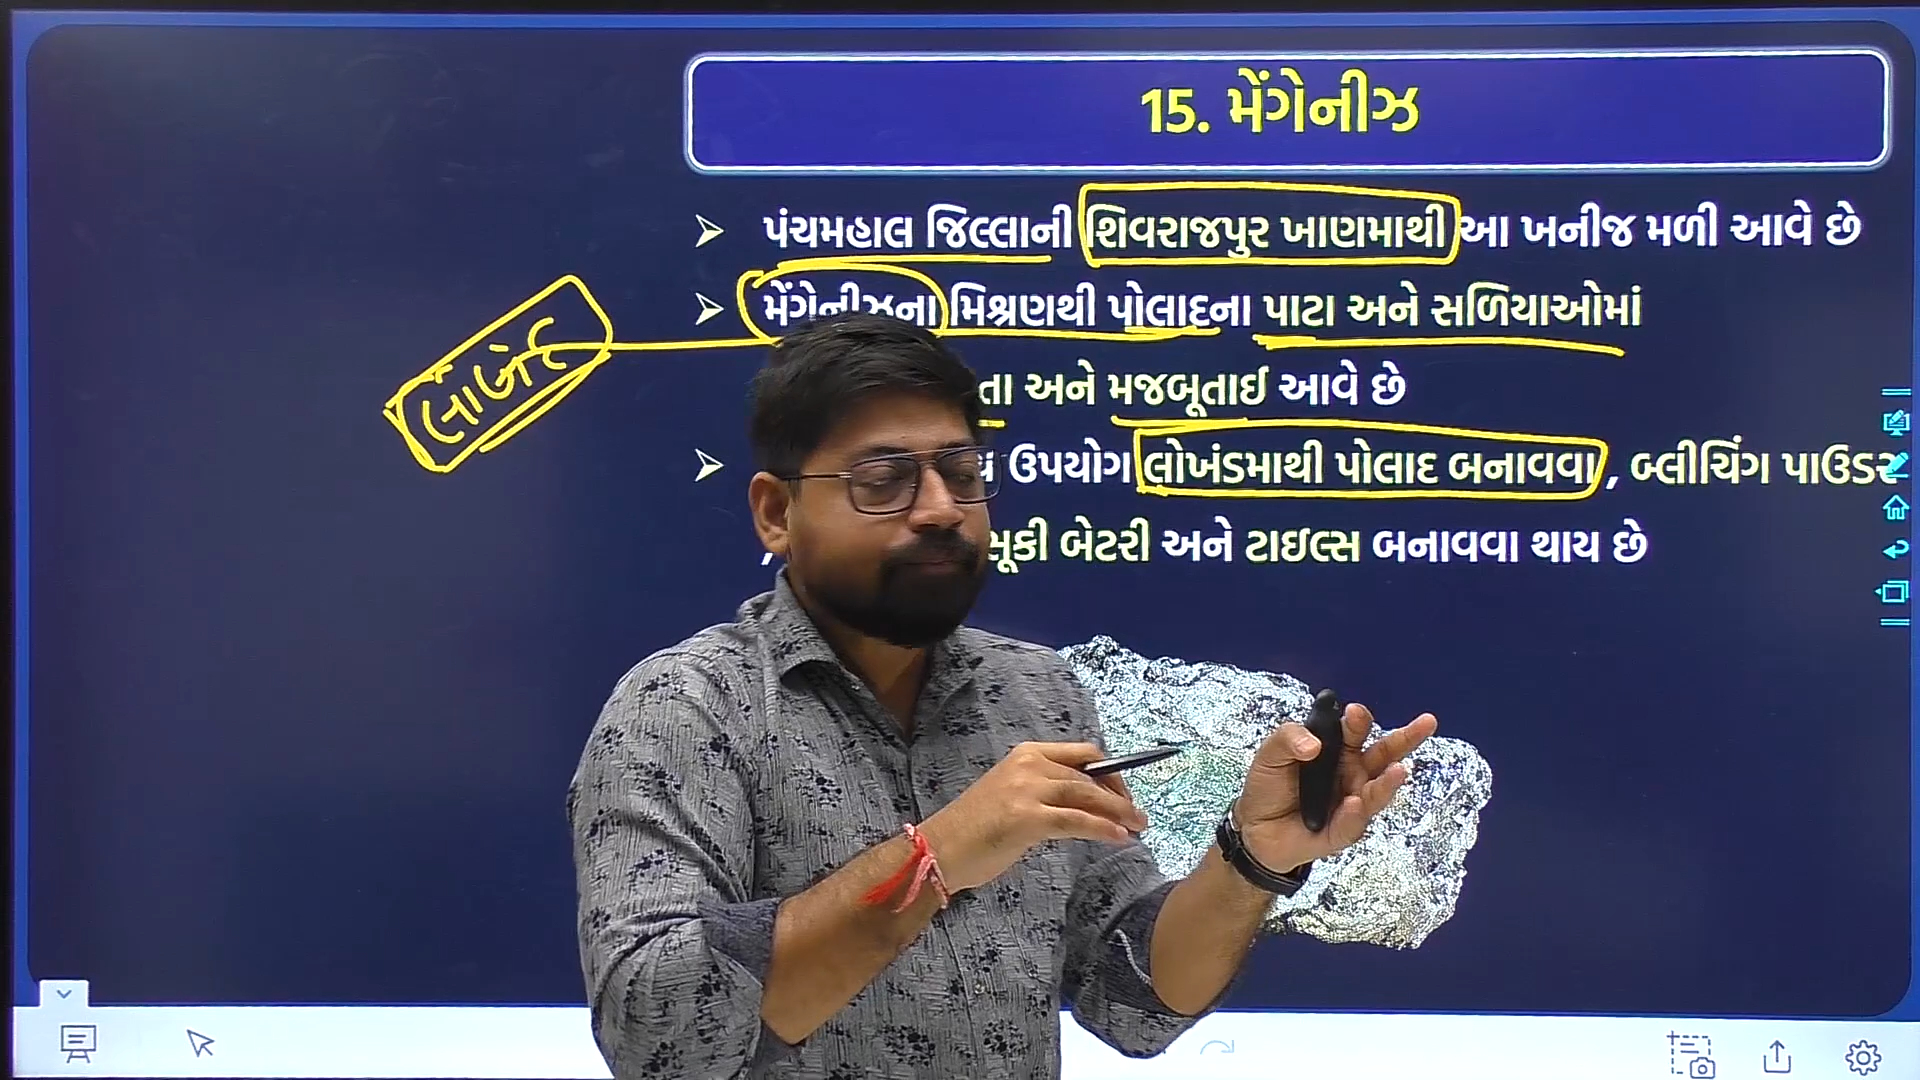 15. મેંગેનીઝ
પંચમહાલ જિલ્લાની શિવરાજપુર ખાણમાથી આ ખનીજ મળી આવે છે
મેંગેનીઝના મિશ્રણથી પોલાદના પાટા અને સળિયાઓમાં
અને મજબૂતાઈ આવે છે
ઉપયોગ લોખંડમાથી પોલાદ બનાવવા , બ્લીચિંગ પાઉડર
, સૂકી બેટરી અને ટાઇલ્સ બનાવવા થાય છે